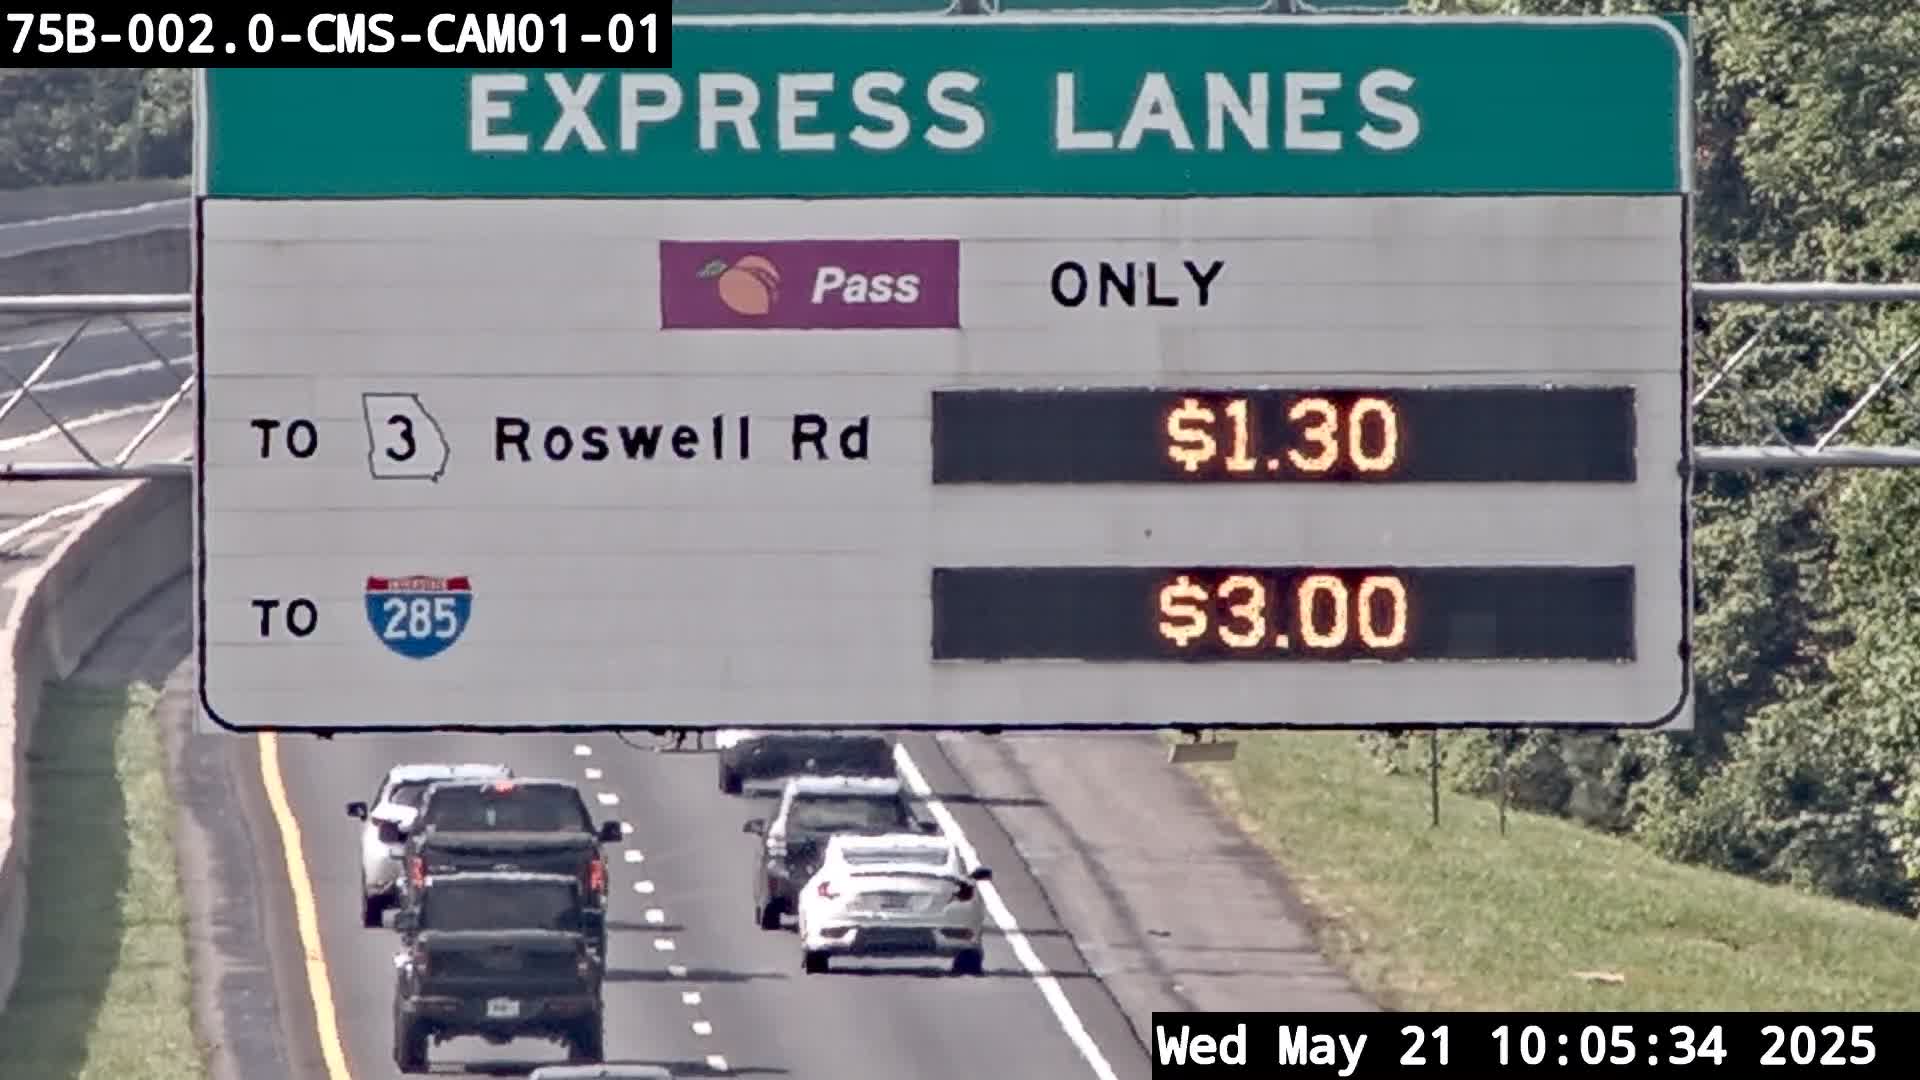 75B-002.0-CMS-CAM01-01
EXPRESS LANES
Pass ONLY
TO 3 Roswell Rd $1.30
TO 285 $3.00
Wed May 21 10:05:34 2025